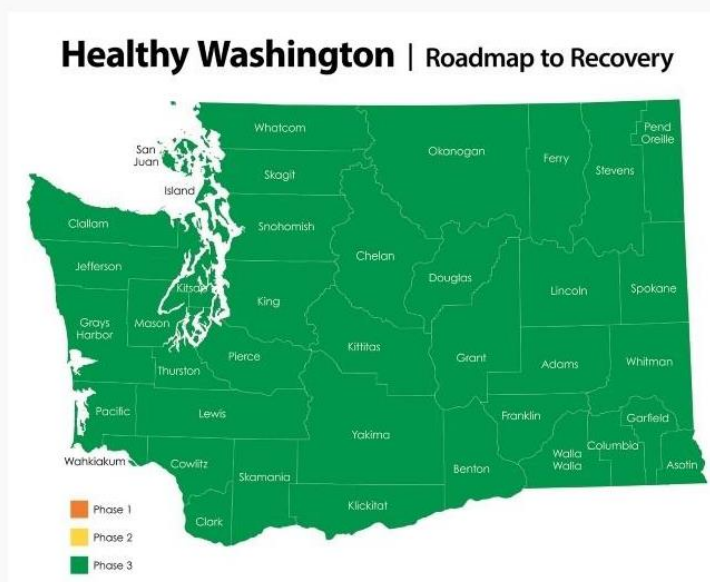 Healthy Washington | Roadmap to Recovery
Whatcom
Pend
Oreille
San
Juan
Okanogan
Ferry
Stevens
Skagit
Island
Clallam
Snohomish
Chelan
Jefferson
Douglas
Kitsap
King
Lincoln
Spokane
Grays
Harbor
Mason
Kittitas
Pierce
Grant
Adams
Whitman
Thurston
Pacific
Lewis
Franklin
Garfield
Yakima
Columbia
Walla
Walla
Wahkiakum
Cowlitz
Benton
Asotin
Skamania
Klickitat
Clark
Phase 1
Phase 2
Phase 3